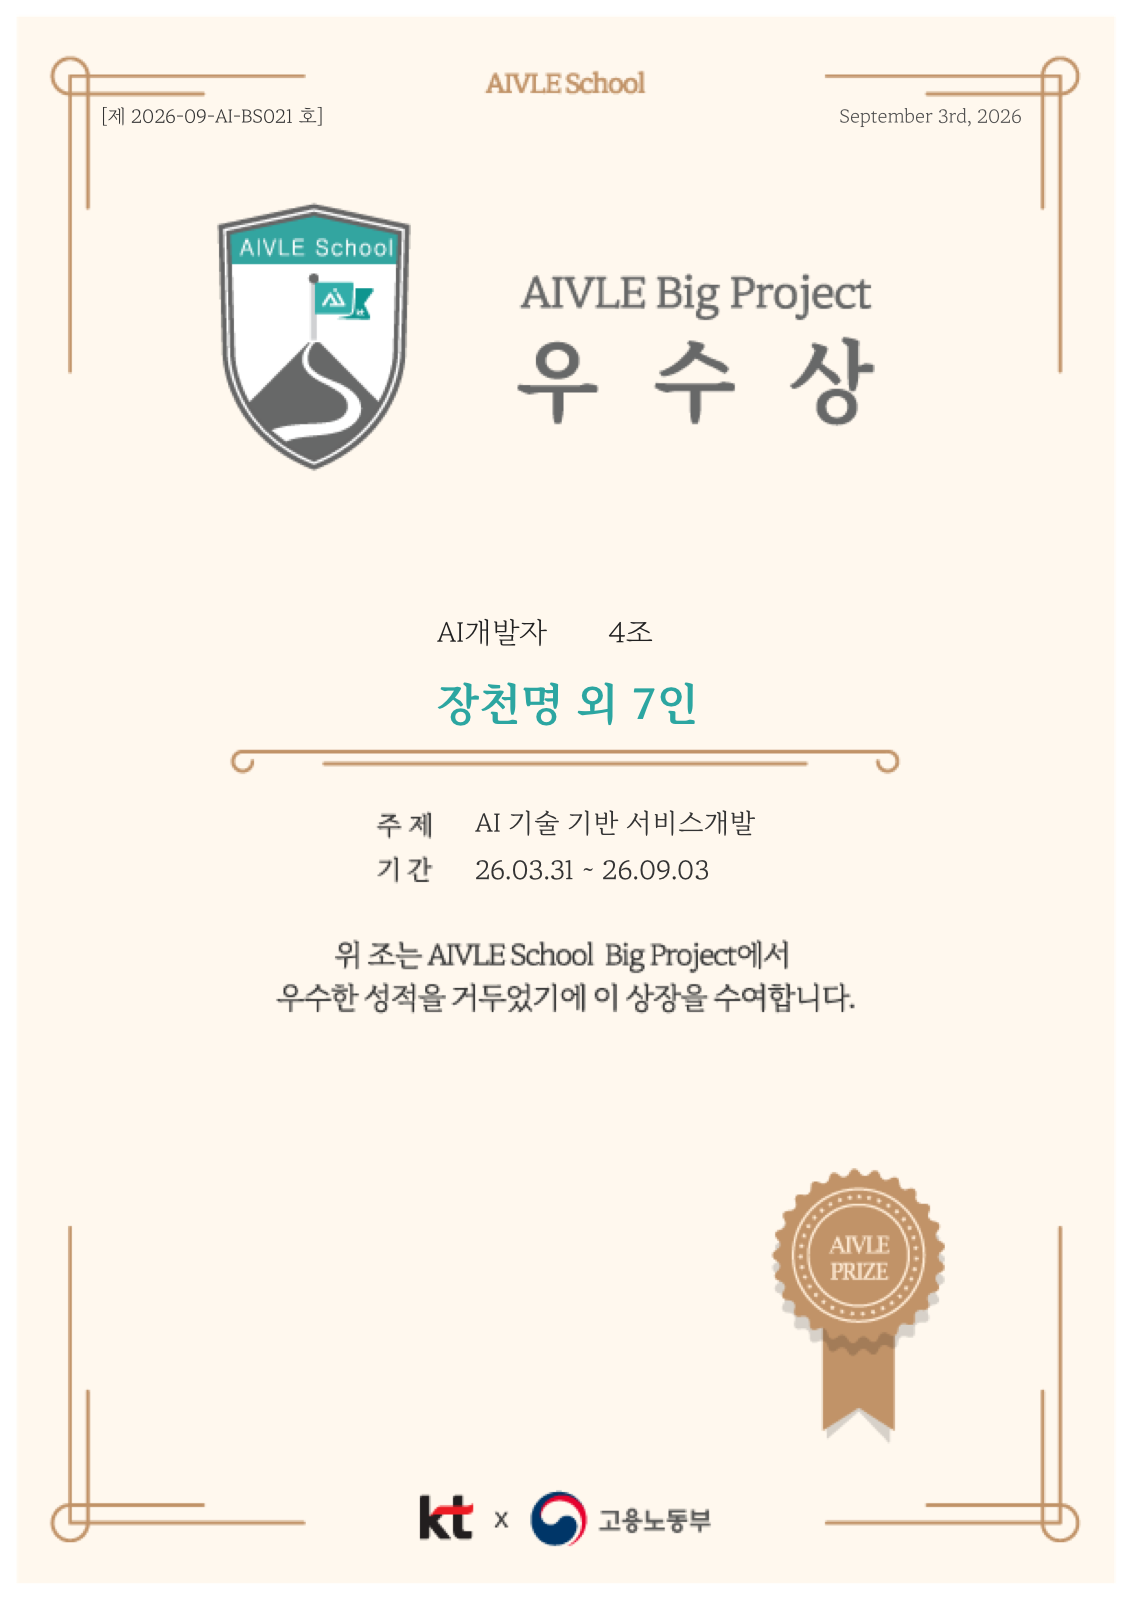 AIVLE School
[제 2026-09-AI-BS021 호]
September 3rd, 2026
AIVLE School
Ai
kt
AIVLE Big Project
우 수 상
AI개발자 4조
장천명 외 7인
주 제 AI 기술 기반 서비스개발
기 간 26.03.31 ~ 26.09.03
위 조는 AIVLE School Big Project에서
우수한 성적을 거두었기에 이 상장을 수여합니다.
AIVLE
PRIZE
kt x 고용노동부